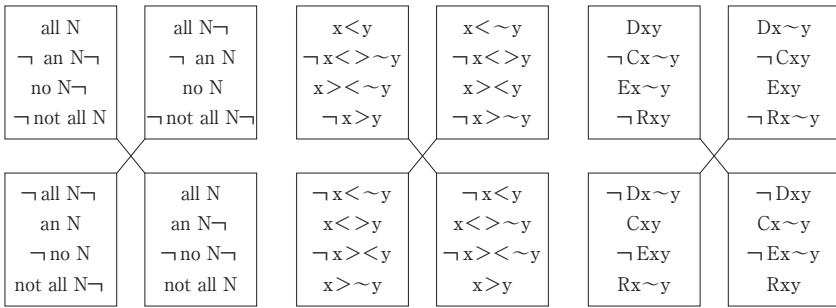 all N
¬ an N¬
no N¬
¬not all N
all N¬
¬ an N
no N
¬not all N¬
¬all N¬
an N
¬no N
not all N¬
all N
an N¬
¬no N¬
not all N
x<y
¬x<>~y
x><~y
¬x>y
x<~y
¬x<>y
x><y
¬x>~y
¬x<~y
x<>y
¬x><y
x>~y
¬x<y
x<>~y
¬x><~y
x>y
Dxy
¬Cx~y
Ex~y
¬Rxy
Dx~y
¬Cxy
Exy
¬Rx~y
¬Dx~y
Cxy
¬Exy
Rx~y
¬Dxy
Cx~y
¬Ex~y
Rxy